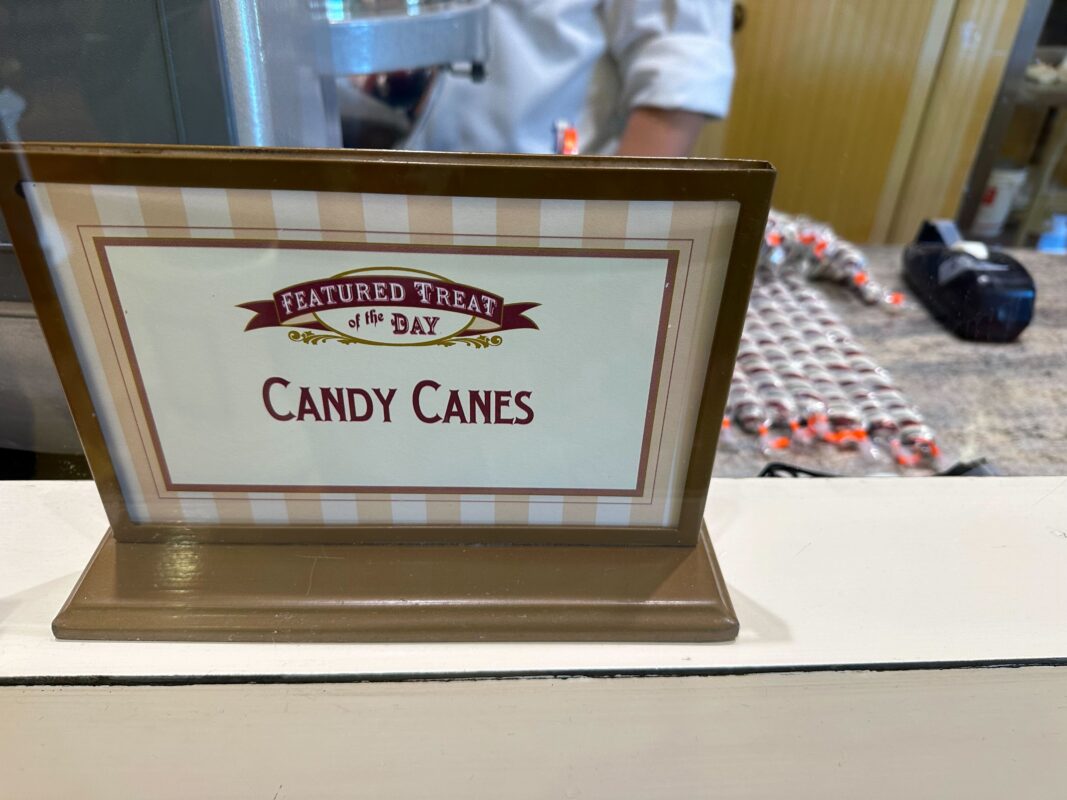 FEATURED TREAT
of the DAY
CANDY CANES